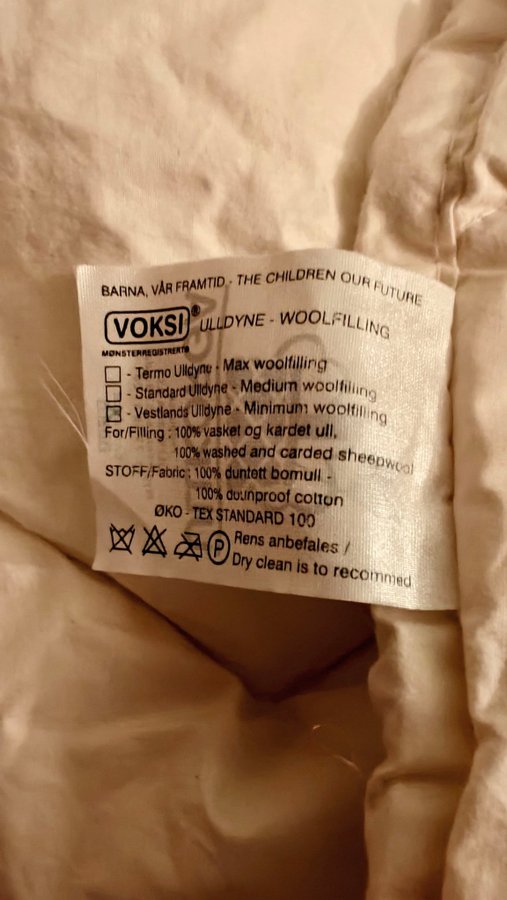 BARNA, VÅR FRAMTID - THE CHILDREN OUR FUTURE
VOKSI® ULLDYNE - WOOLFILLING
MØNSTERREGISTRERT®
- Termo Ulldyne - Max woolfilling
- Standard Ulldyne - Medium woolfilling
- Vestlands Ulldyne - Minimum woolfilling
For/Filling : 100% vasket og kardet ull,
100% washed and carded sheepwool
STOFF/Fabric : 100% duntett bomull -
100% dounproof cotton
ØKO - TEX STANDARD 100
P Rens anbefales /
Dry clean is to recommed